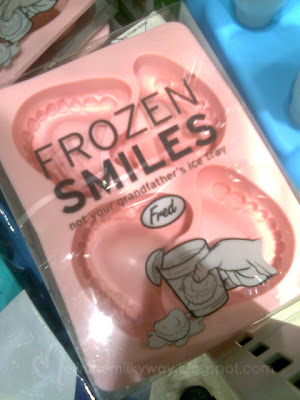 FROZEN
SMILES
not your grandfather's ice tray
Fred